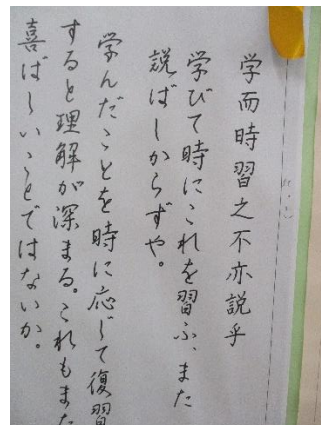 学而時習之不亦説乎
学びて時にこれを習ふ、また
説ばしからずや。
学んだことを時に応じて復習
すると理解が深まる。これもまた
喜ばしいことではないか。